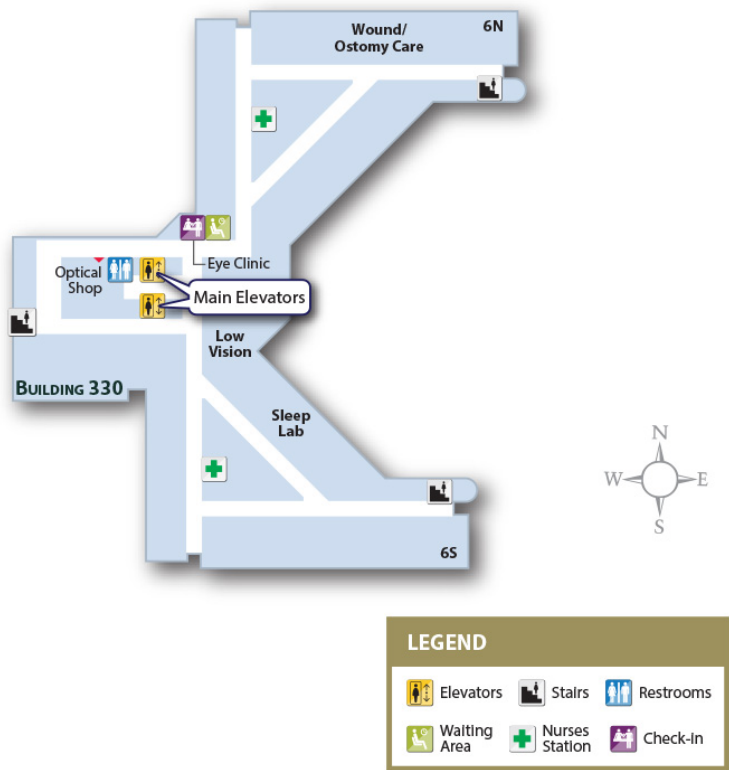 Wound/
Ostomy Care
6N
Eye Clinic
Optical
Shop
Main Elevators
Low
Vision
BUILDING 330
Sleep
Lab
6S
N
W
E
S
LEGEND
Elevators
Stairs
Restrooms
Waiting
Area
Nurses
Station
Check-In